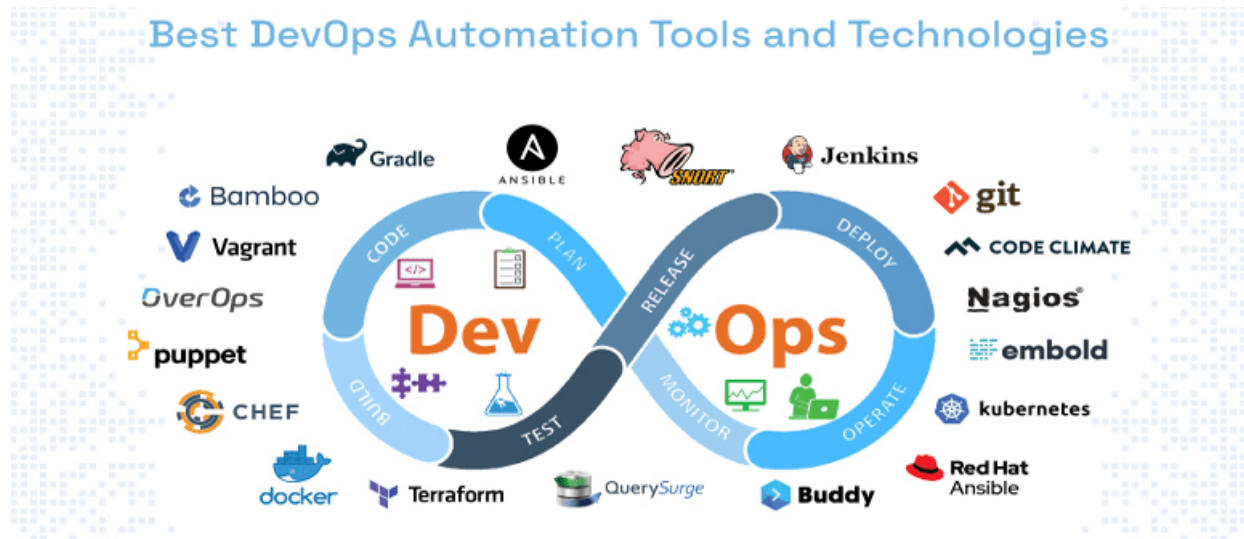 Best DevOps Automation Tools and Technologies
Gradle
ANSIBLE
SNORT®
Jenkins
Bamboo
git
Vagrant
CODE CLIMATE
OverOps
Nagios®
puppet
embold
CHEF
kubernetes
docker
Terraform
QuerySurge
Buddy
Red Hat
Ansible
CODE
PLAN
RELEASE
DEPLOY
</>
Dev
Ops
BUILD
TEST
MONITOR
OPERATE